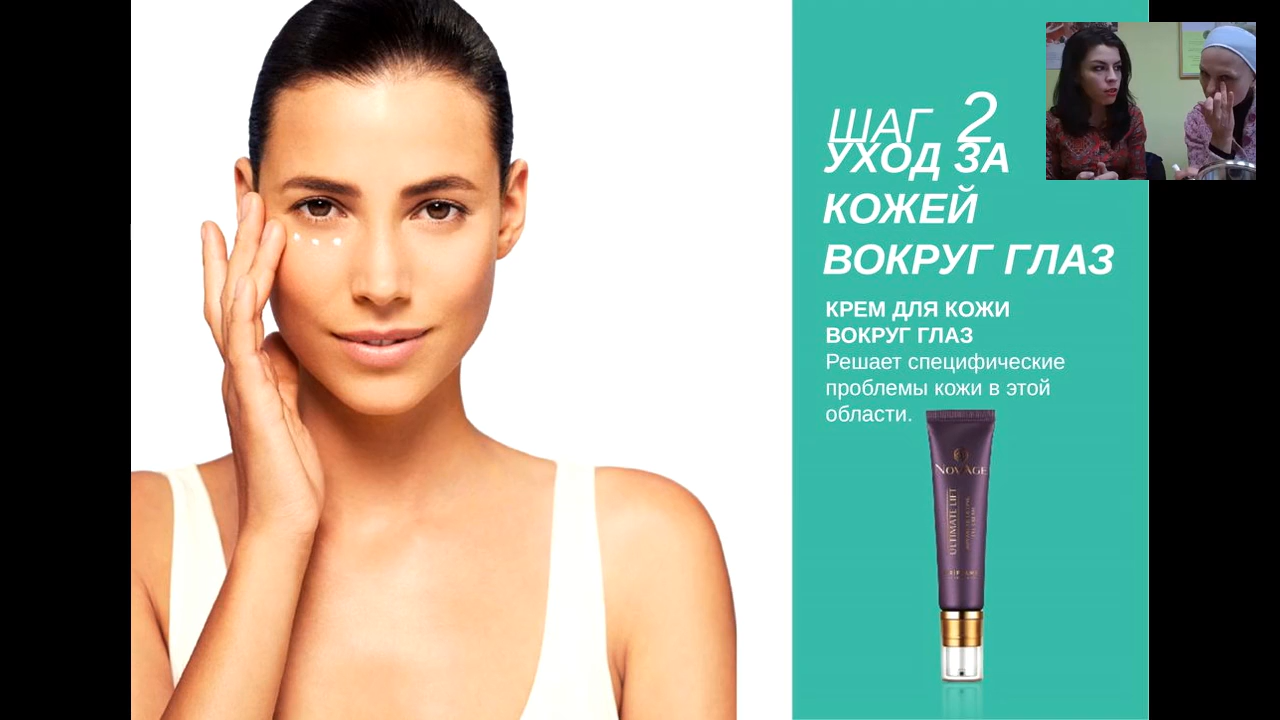 ШАГ 2
УХОД ЗА
КОЖЕЙ
ВОКРУГ ГЛАЗ
КРЕМ ДЛЯ КОЖИ
ВОКРУГ ГЛАЗ
Решает специфические
проблемы кожи в этой
области.
NOVAGE
ULTIMATE LIFT